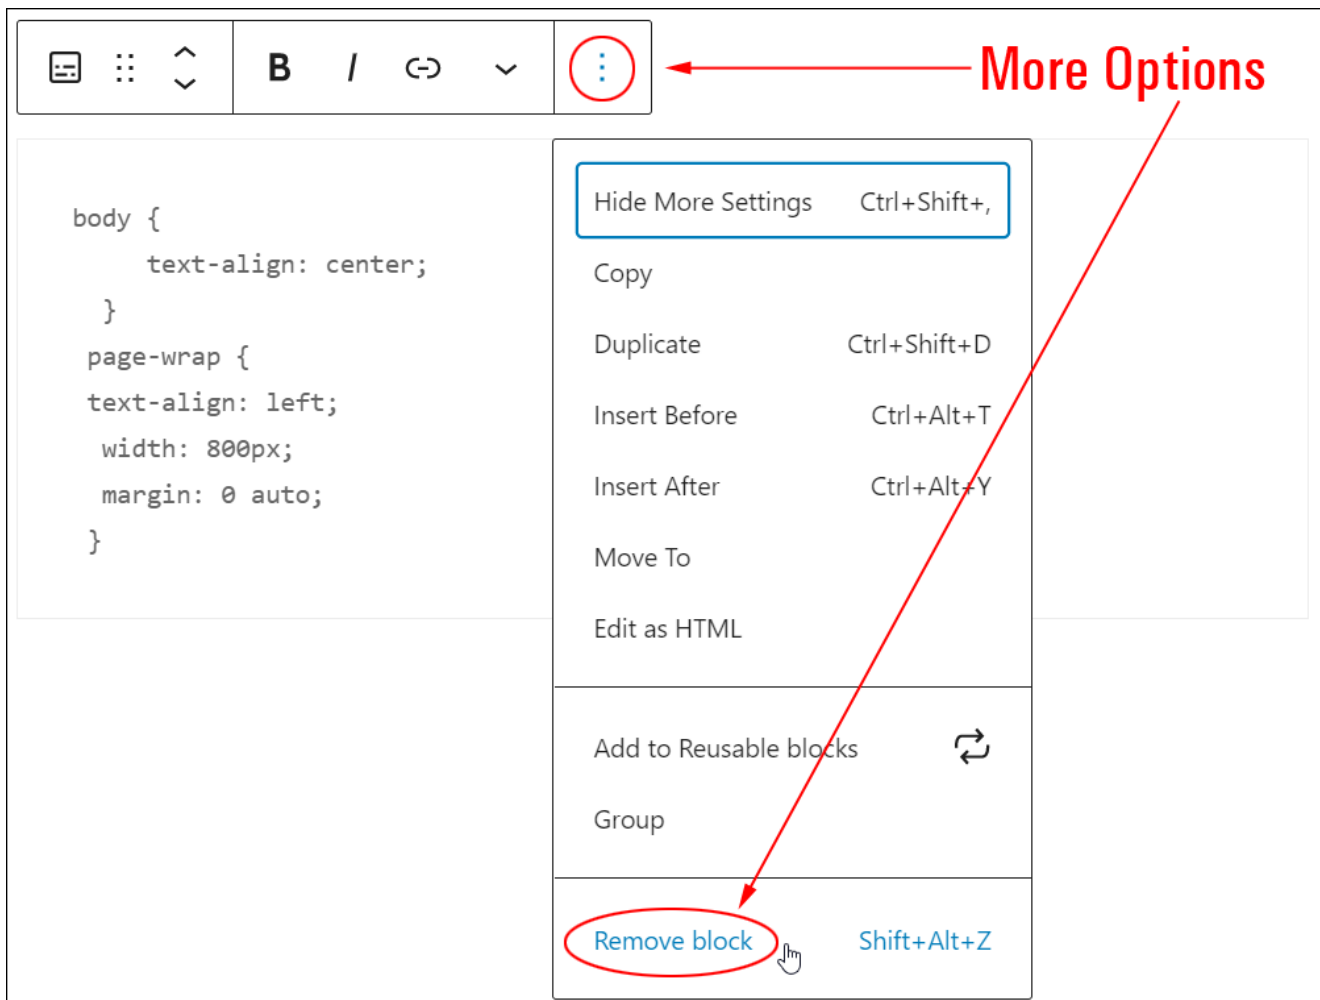 B I
More Options
body {
text-align: center;
}
page-wrap {
text-align: left;
width: 800px;
margin: 0 auto;
}
Hide More Settings Ctrl+Shift+,
Copy
Duplicate Ctrl+Shift+D
Insert Before Ctrl+Alt+T
Insert After Ctrl+Alt+Y
Move To
Edit as HTML
Add to Reusable blocks
Group
Remove block Shift+Alt+Z